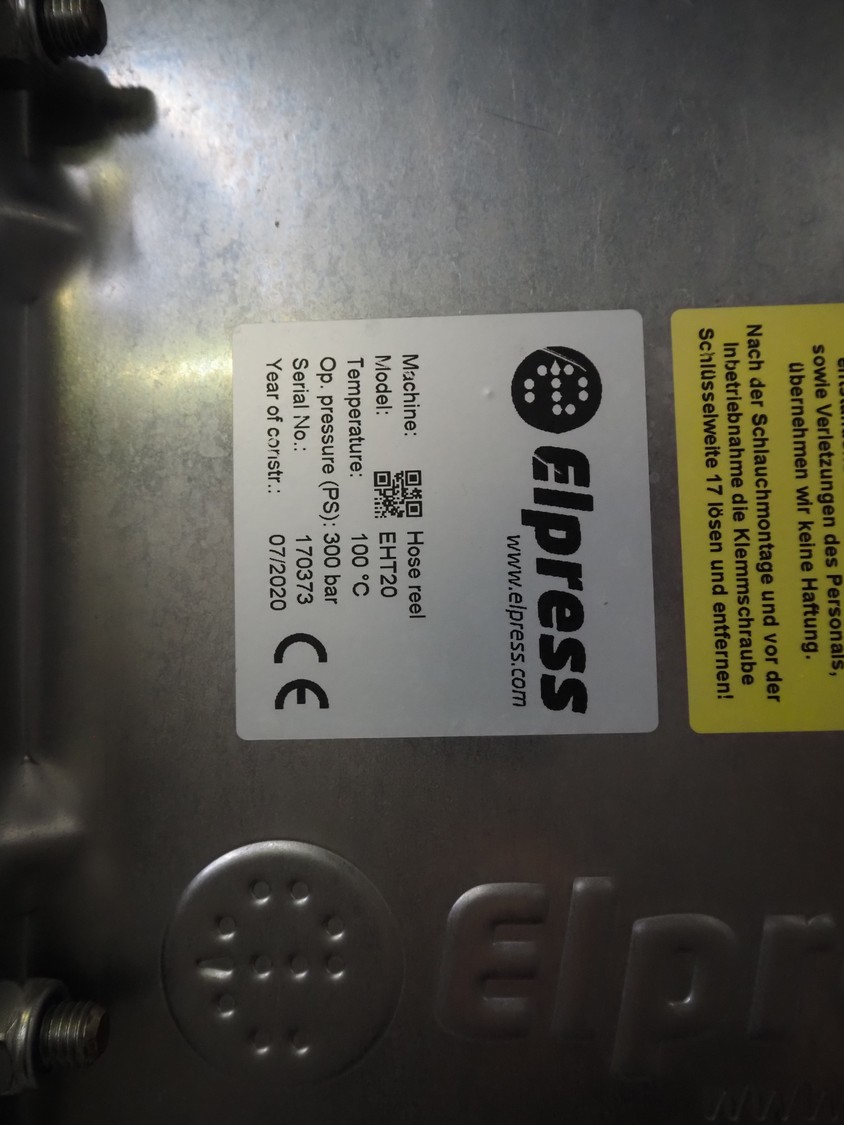 Elpress
www.elpress.com
Machine: Hose reel
Model: EHT20
Temperature: 100 °C
Op. pressure (PS): 300 bar
Serial No.: 170373
Year of constr.: 07/2020
CE
sowie Verletzungen des Personals,
übernehmen wir keine Haftung.
Nach der Schlauchmontage und vor der
Inbetriebnahme die Klemmschraube
Schlüsselweite 17 lösen und entfernen!
Elpr